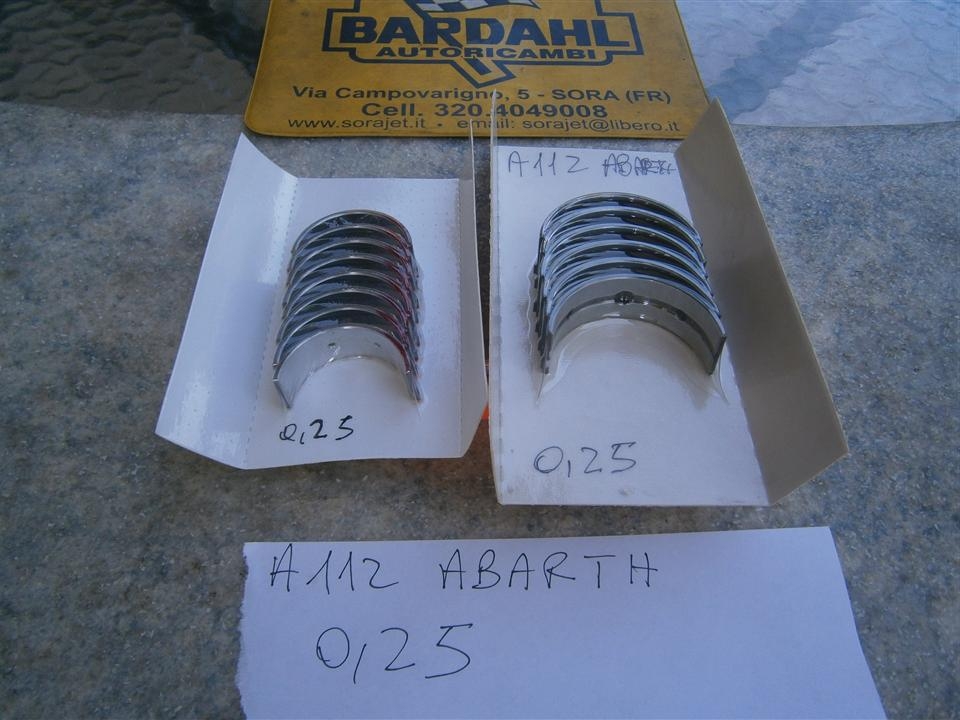 BARDAHL
AUTORICAMBI
Via Campovarigno, 5 - SORA (FR)
Cell. 320.4049008
www.sorajet.it • email: sorajet@libero.it
A112 ABARTH
0,25
0,25
A112 ABARTH
0,25